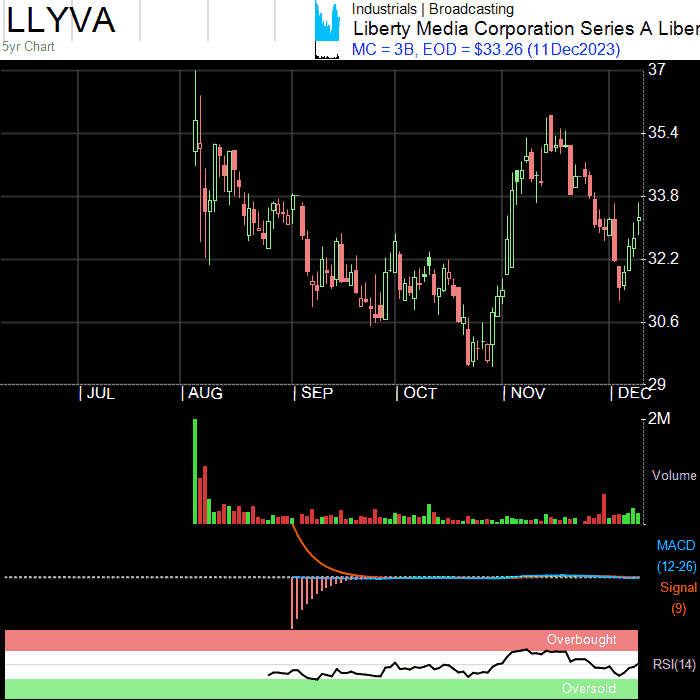 LLYVA
5yr Chart
Industrials | Broadcasting
Liberty Media Corporation Series A Liber
MC = 3B, EOD = $33.26 (11Dec2023)
37
35.4
33.8
32.2
30.6
29
| JUL | AUG | SEP | OCT | NOV | DEC
2M
Volume
MACD
(12-26)
Signal
(9)
Overbought
RSI(14)
Oversold